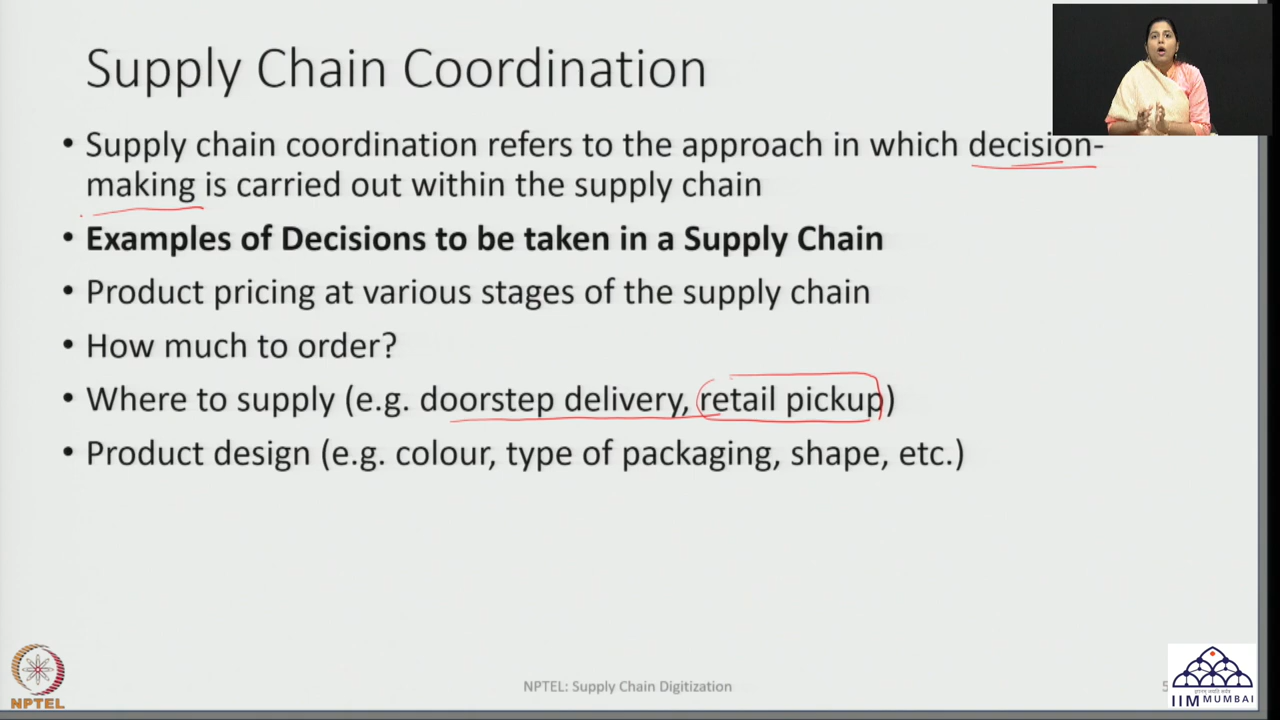 Supply Chain Coordination
• Supply chain coordination refers to the approach in which decision-
making is carried out within the supply chain
• Examples of Decisions to be taken in a Supply Chain
• Product pricing at various stages of the supply chain
• How much to order?
• Where to supply (e.g. doorstep delivery, retail pickup)
• Product design (e.g. colour, type of packaging, shape, etc.)
NPTEL
NPTEL: Supply Chain Digitization
IIM MUMBAI